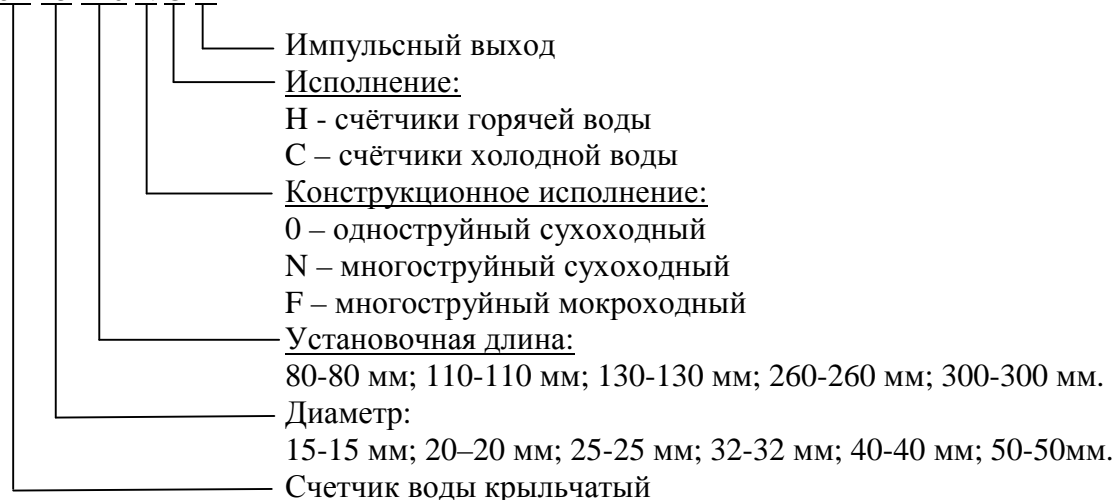 Импульсный выход
Исполнение:
Н - счётчики горячей воды
С – счётчики холодной воды
Конструкционное исполнение:
0 – одноструйный сухоходный
N – многоструйный сухоходный
F – многоструйный мокроходный
Установочная длина:
80-80 мм; 110-110 мм; 130-130 мм; 260-260 мм; 300-300 мм.
Диаметр:
15-15 мм; 20–20 мм; 25-25 мм; 32-32 мм; 40-40 мм; 50-50мм.
Счетчик воды крыльчатый